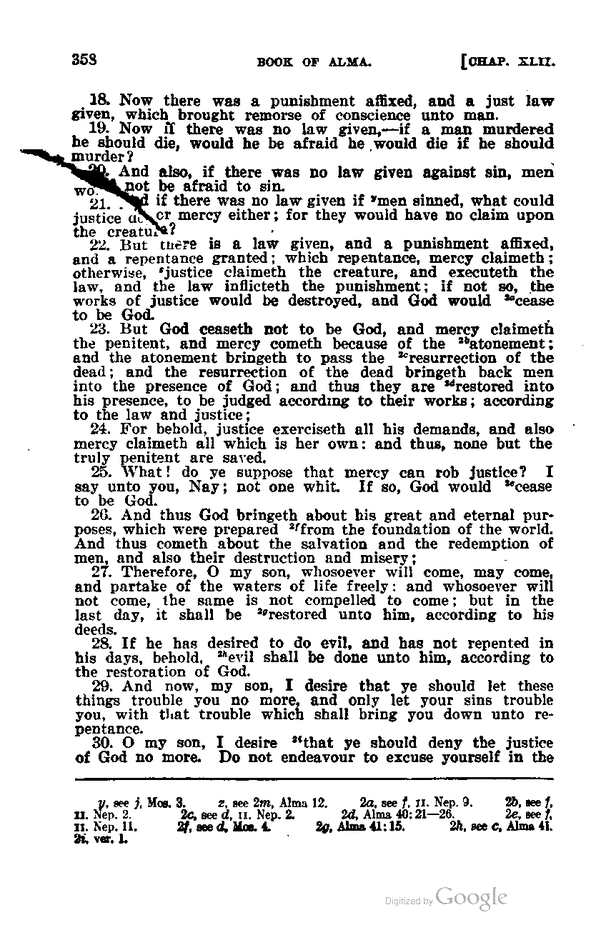 358 BOOK OF ALMA. [CHAP. XLII.
18. Now there was a punishment affixed, and a just law
given, which brought remorse of conscience unto man.
19. Now if there was no law given,—if a man murdered
he should die, would he be afraid he would die if he should
murder?
20. And also, if there was no law given against sin, men
not be afraid to sin.
21. if there was no law given if ʸmen sinned, what could
justice or mercy either; for they would have no claim upon
the creature?
22. But there is a law given, and a punishment affixed,
and a repentance granted; which repentance, mercy claimeth;
otherwise, ᶻjustice claimeth the creature, and executeth the
law, and the law inflicteth the punishment; if not so, the
works of justice would be destroyed, and God would ²ᵃcease
to be God.
23. But God ceaseth not to be God, and mercy claimeth
the penitent, and mercy cometh because of the ²ᵇatonement;
and the atonement bringeth to pass the ²ᶜresurrection of the
dead; and the resurrection of the dead bringeth back men
into the presence of God; and thus they are ²ᵈrestored into
his presence, to be judged according to their works; according
to the law and justice;
24. For behold, justice exerciseth all his demands, and also
mercy claimeth all which is her own: and thus, none but the
truly penitent are saved.
25. What! do ye suppose that mercy can rob justice? I
say unto you, Nay; not one whit. If so, God would ²ᵉcease
to be God.
26. And thus God bringeth about his great and eternal pur-
poses, which were prepared ²ᶠfrom the foundation of the world.
And thus cometh about the salvation and the redemption of
men, and also their destruction and misery;
27. Therefore, O my son, whosoever will come, may come,
and partake of the waters of life freely: and whosoever will
not come, the same is not compelled to come; but in the
last day, it shall be ²ᵍrestored unto him, according to his
deeds.
28. If he has desired to do evil, and has not repented in
his days, behold, ²ʰevil shall be done unto him, according to
the restoration of God.
29. And now, my son, I desire that ye should let these
things trouble you no more, and only let your sins trouble
you, with that trouble which shall bring you down unto re-
pentance.
30. O my son, I desire ²ⁱthat ye should deny the justice
of God no more. Do not endeavour to excuse yourself in the
y, see j, Mos. 3. z, see 2m, Alma 12. 2a, see f, II. Nep. 9. 2b, see f,
II. Nep. 2. 2c, see d, II. Nep. 2. 2d, Alma 40:21—26. 2e, see f,
II. Nep. 11. 2f, see d, Mos. 4. 2g, Alma 41:15. 2h, see c, Alma 41.
2i, ver. 1.
Digitized by Google